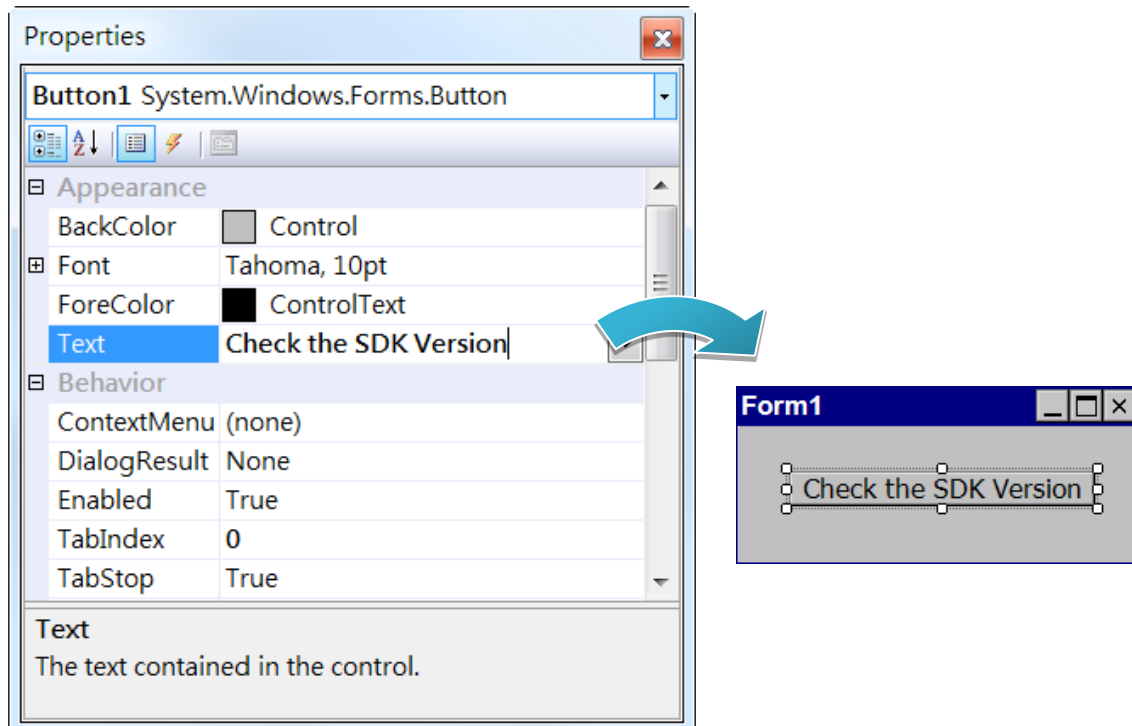 Properties
Button1 System.Windows.Forms.Button
A
Z
Appearance
BackColor Control
Font Tahoma, 10pt
ForeColor ControlText
Text Check the SDK Version
Behavior
ContextMenu (none)
DialogResult None
Enabled True
TabIndex 0
TabStop True
Text
The text contained in the control.
Form1
Check the SDK Version